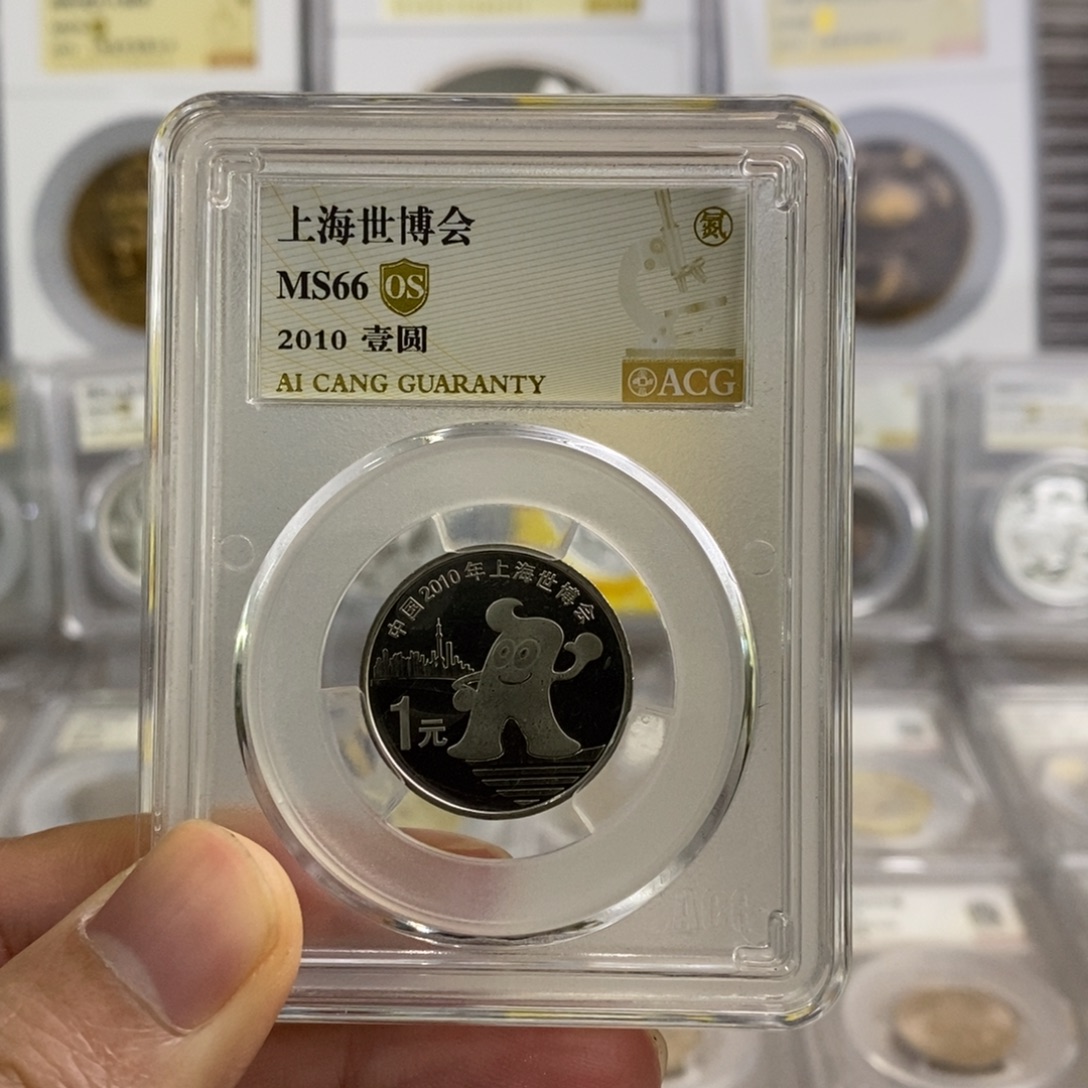 上海世博会
氮
MS66 OS
2010 壹圆
AI CANG GUARANTY
ACG
中国2010年上海世博会
1元